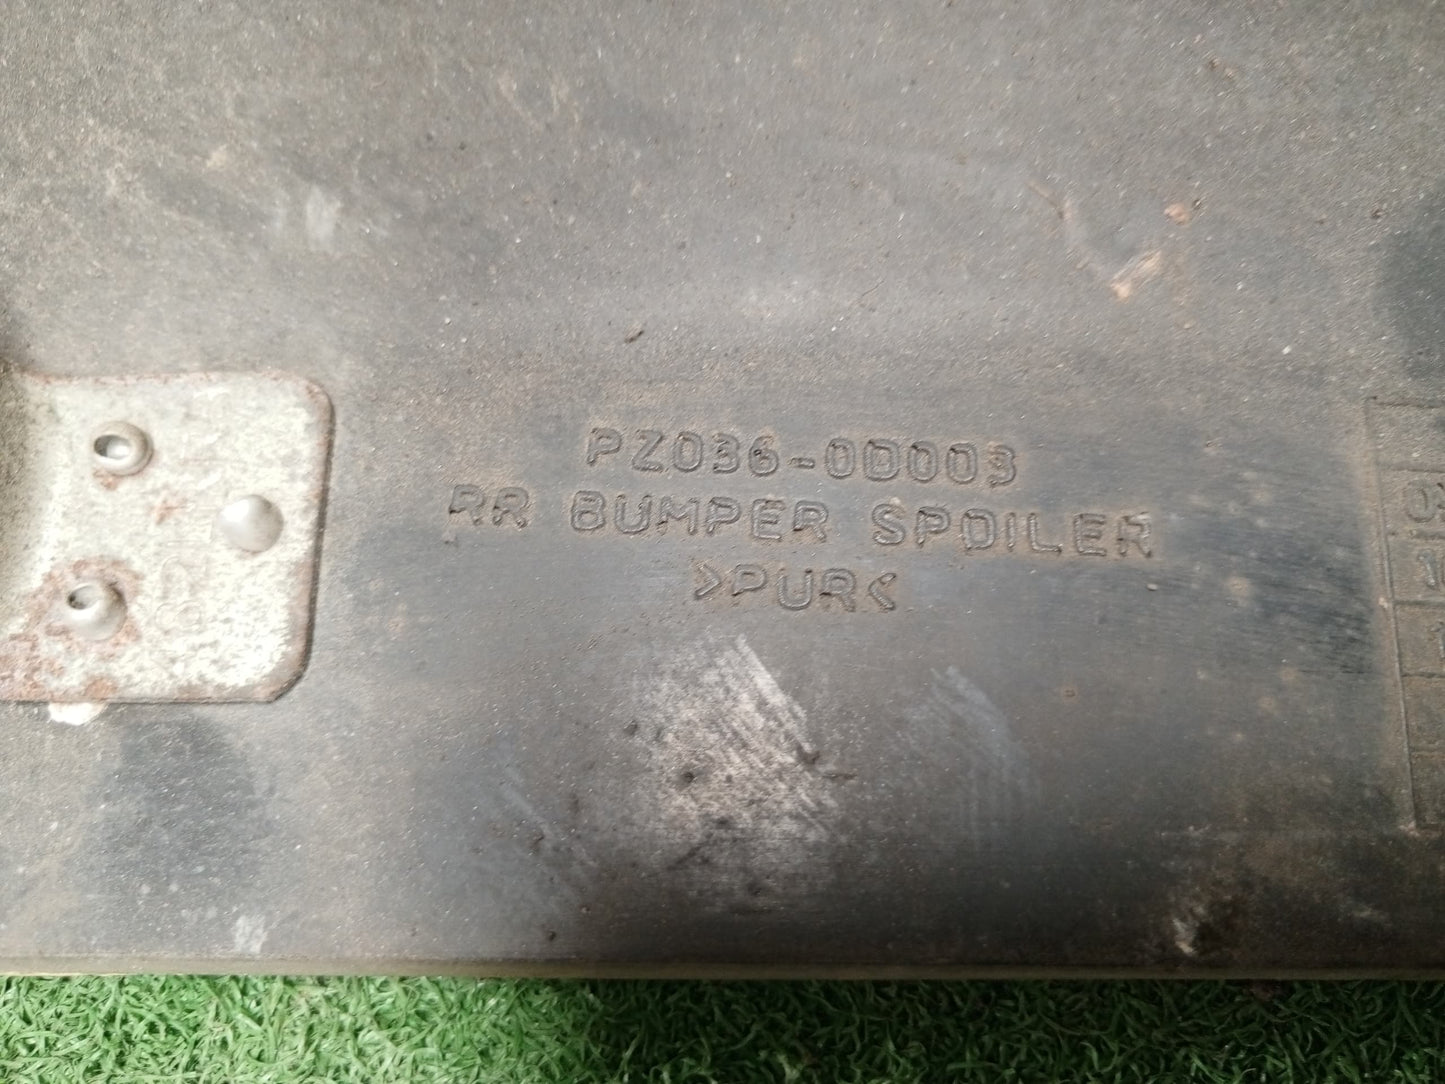 PZ036-0D003
RR BUMPER SPOILER
>PUR<